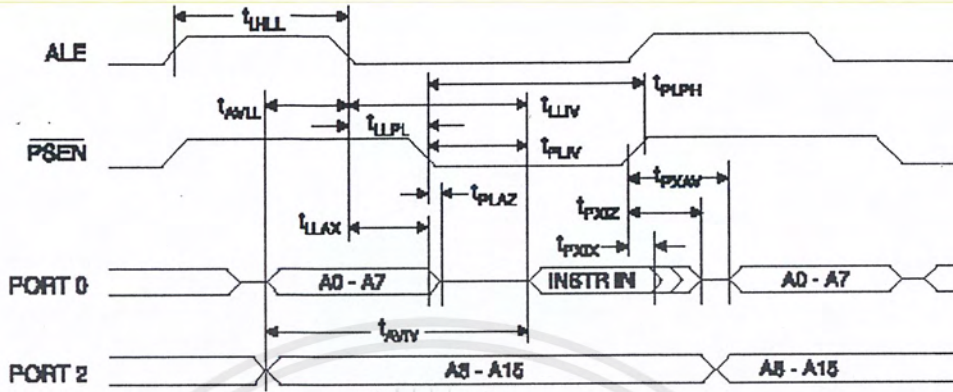 tLHLL
ALE
tPLPH
tAVLL
tLLIV
tLLPL
PSEN
tPLIV
tPXAV
tPLAZ
tPXIZ
tLLAX
tPXIX
PORT 0
A0 - A7
INSTR IN
A0 - A7
tAVIV
PORT 2
A8 - A15
A8 - A15